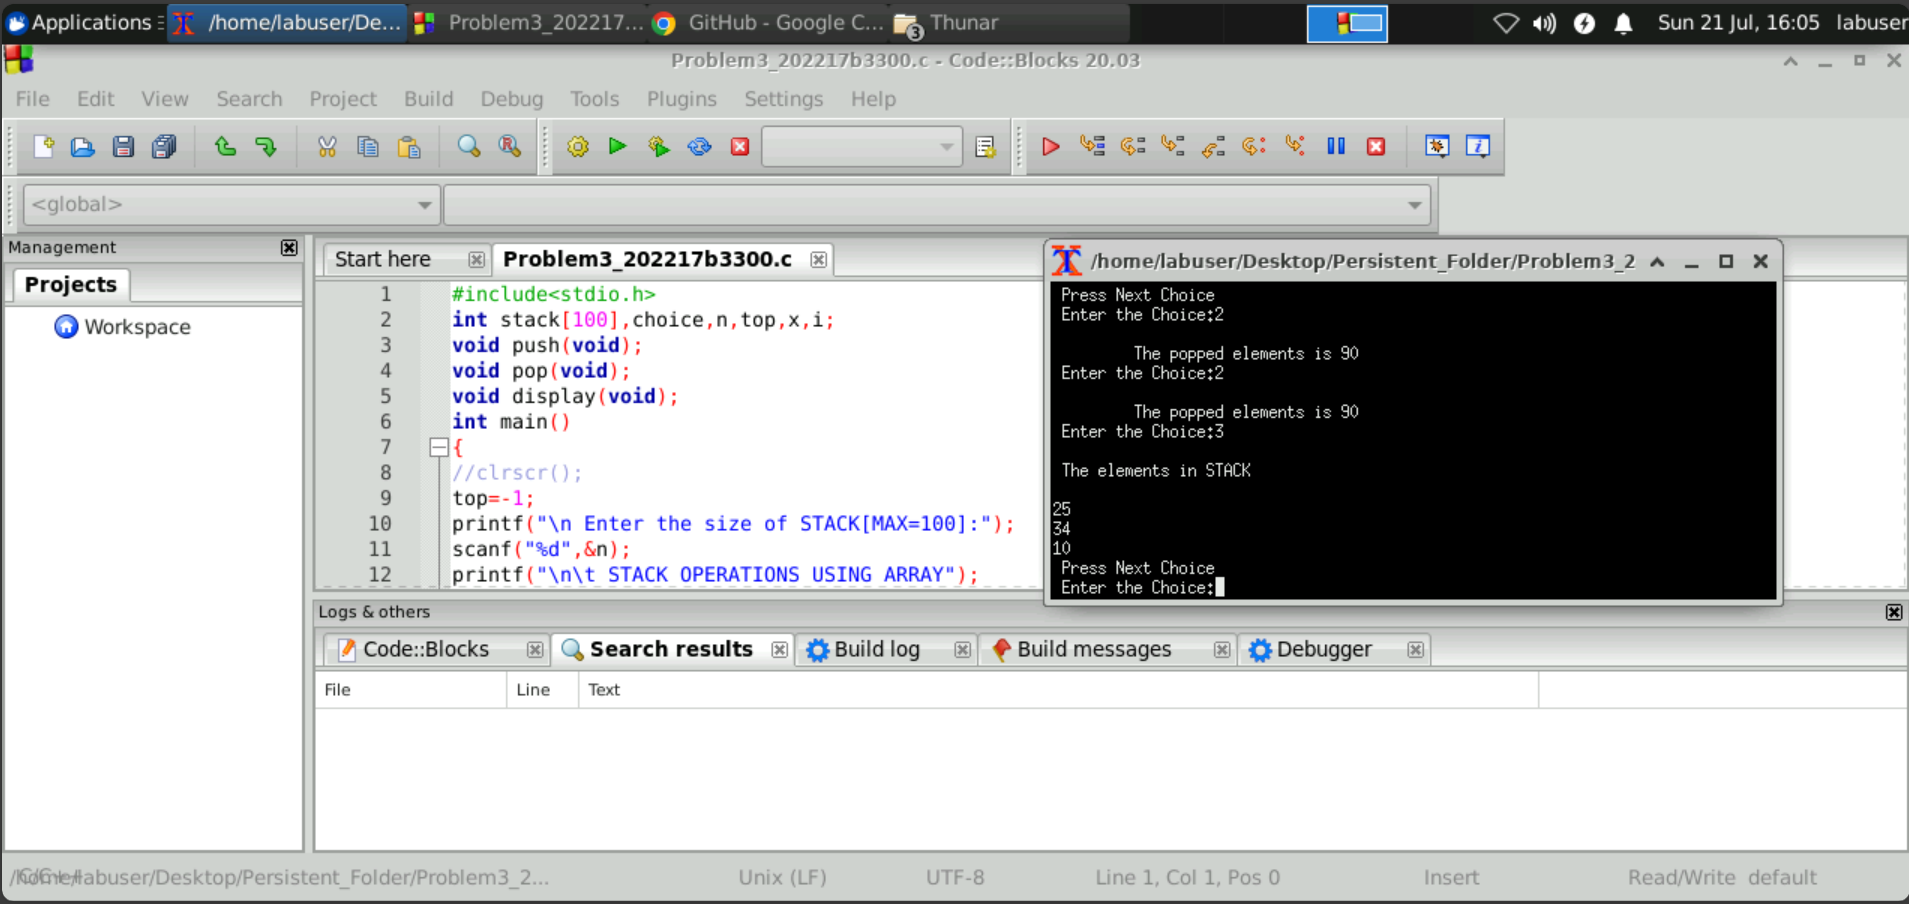 Applications
/home/labuser/De...
Problem3_202217...
GitHub - Google C...
3
Thunar
Sun 21 Jul, 16:05
labuser
Problem3_202217b3300.c - Code::Blocks 20.03
File Edit View Search Project Build Debug Tools Plugins Settings Help
<global>
Management
Projects
Workspace
Start here
Problem3_202217b3300.c
1 #include<stdio.h>
2 int stack[100],choice,n,top,x,i;
3 void push(void);
4 void pop(void);
5 void display(void);
6 int main()
7 {
8 //clrscr();
9 top=-1;
10 printf("\n Enter the size of STACK[MAX=100]:");
11 scanf("%d",&n);
12 printf("\n\t STACK OPERATIONS USING ARRAY");
/home/labuser/Desktop/Persistent_Folder/Problem3_2
Press Next Choice
Enter the Choice:2
The popped elements is 90
Enter the Choice:2
The popped elements is 90
Enter the Choice:3
The elements in STACK
25
34
10
Press Next Choice
Enter the Choice:
Logs & others
Code::Blocks
Search results
Build log
Build messages
Debugger
File Line Text
/home/labuser/Desktop/Persistent_Folder/Problem3_2...
C/C++
Unix (LF)
UTF-8
Line 1, Col 1, Pos 0
Insert
Read/Write default